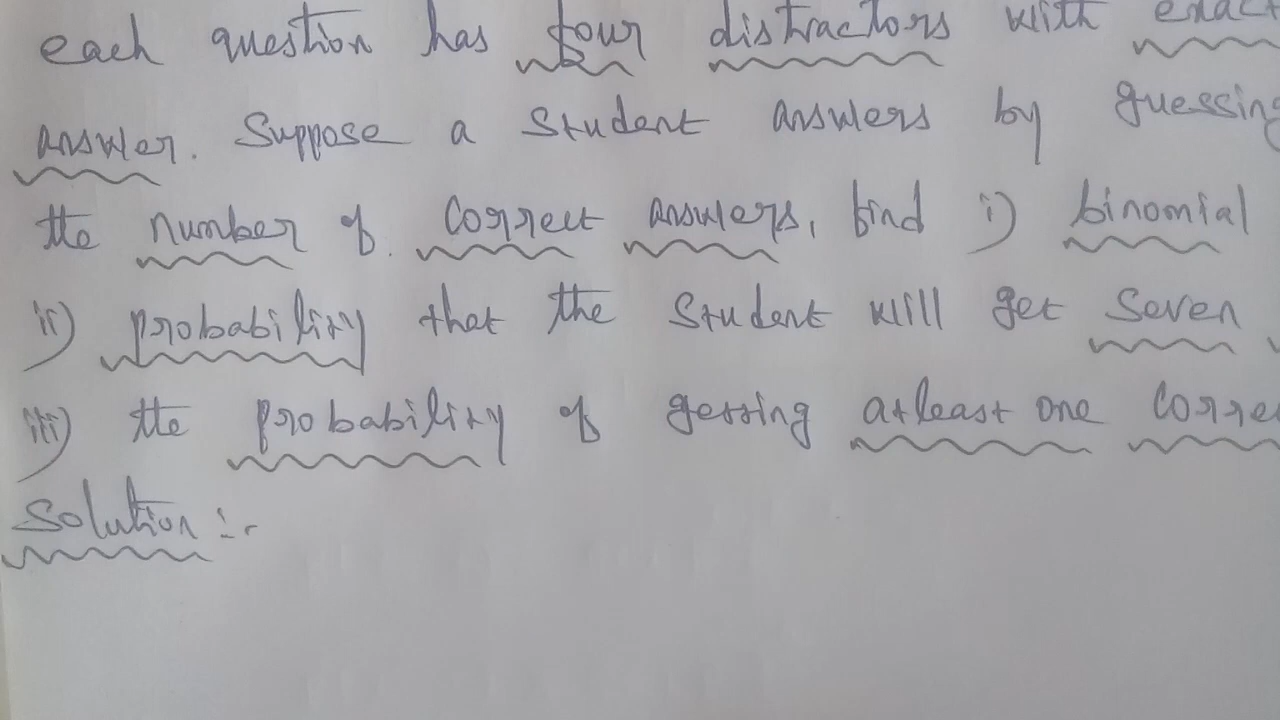 each question has four distractors with exact
answer. Suppose a student answers by guessing
the number of correct answers, find i) binomial
ii) probability that the student will get seven
iii) the probability of getting atleast one corre
Solution :-